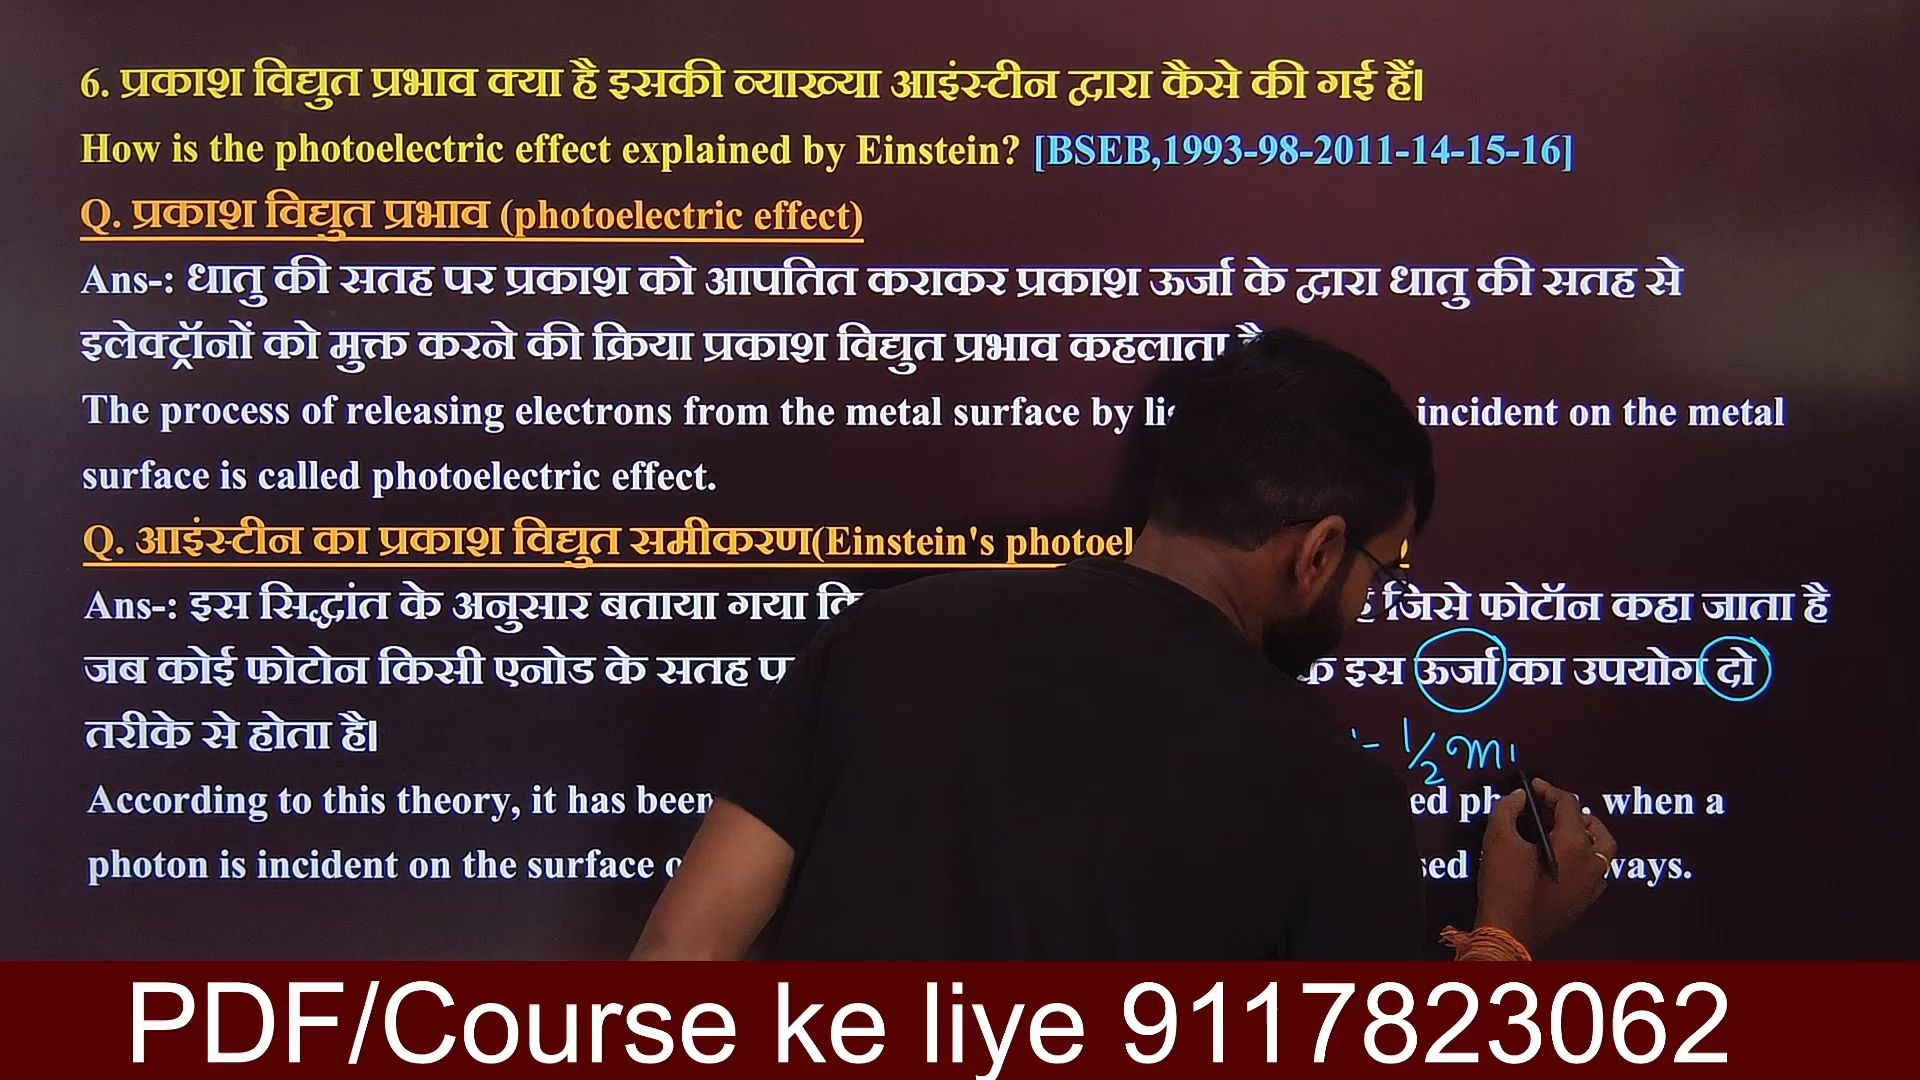 6. प्रकाश विद्युत प्रभाव क्या है इसकी व्याख्या आइंस्टीन द्वारा कैसे की गई हैं।
How is the photoelectric effect explained by Einstein? [BSEB,1993-98-2011-14-15-16]
Q. प्रकाश विद्युत प्रभाव (photoelectric effect)
Ans-: धातु की सतह पर प्रकाश को आपतित कराकर प्रकाश ऊर्जा के द्वारा धातु की सतह से
इलेक्ट्रॉनों को मुक्त करने की क्रिया प्रकाश विद्युत प्रभाव कहलाता
The process of releasing electrons from the metal surface by incident on the metal
surface is called photoelectric effect.
Q. आइंस्टीन का प्रकाश विद्युत समीकरण(Einstein's
Ans-: इस सिद्धांत के अनुसार बताया गया जिसे फोटॉन कहा जाता है
जब कोई फोटोन किसी एनोड के सतह इस ऊर्जा का उपयोग दो
तरीके से होता है।
1/2 m
According to this theory, it has been when a
photon is incident on the surface ways.
PDF/Course ke liye 9117823062